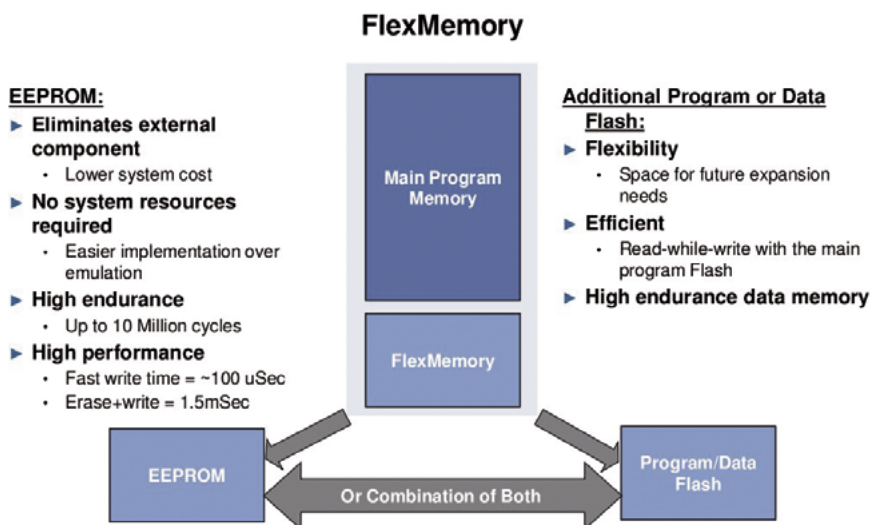 FlexMemory
EEPROM:
► Eliminates external
component
• Lower system cost
► No system resources
required
• Easier implementation over
emulation
► High endurance
• Up to 10 Million cycles
► High performance
• Fast write time = ~100 uSec
• Erase+write = 1.5mSec
Main Program
Memory
FlexMemory
Additional Program or Data
Flash:
► Flexibility
• Space for future expansion
needs
► Efficient
• Read-while-write with the main
program Flash
► High endurance data memory
EEPROM
Or Combination of Both
Program/Data
Flash